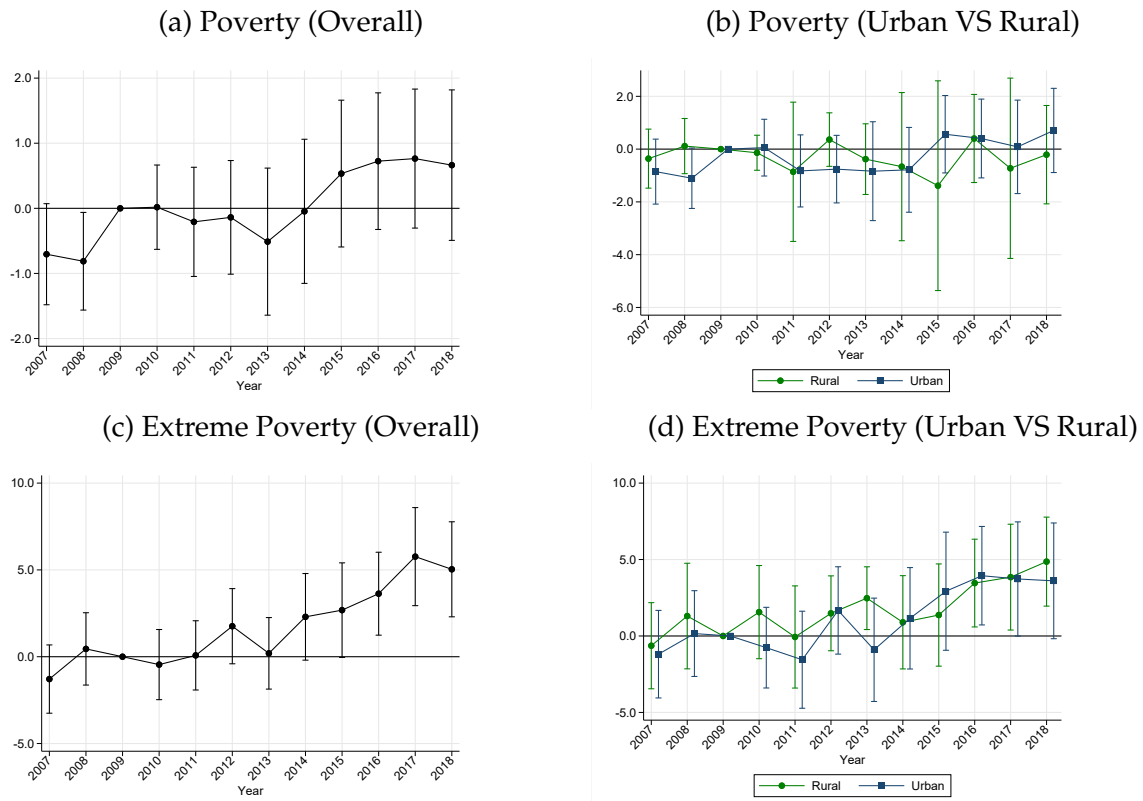 (a) Poverty (Overall)
2.0
1.0
0.0
-1.0
-2.0
2007 2008 2009 2010 2011 2012 2013 2014 2015 2016 2017 2018
Year
(b) Poverty (Urban VS Rural)
2.0
0.0
-2.0
-4.0
-6.0
2007 2008 2009 2010 2011 2012 2013 2014 2015 2016 2017 2018
Year
Rural Urban
(c) Extreme Poverty (Overall)
10.0
5.0
0.0
-5.0
2007 2008 2009 2010 2011 2012 2013 2014 2015 2016 2017 2018
Year
(d) Extreme Poverty (Urban VS Rural)
10.0
5.0
0.0
-5.0
2007 2008 2009 2010 2011 2012 2013 2014 2015 2016 2017 2018
Year
Rural Urban